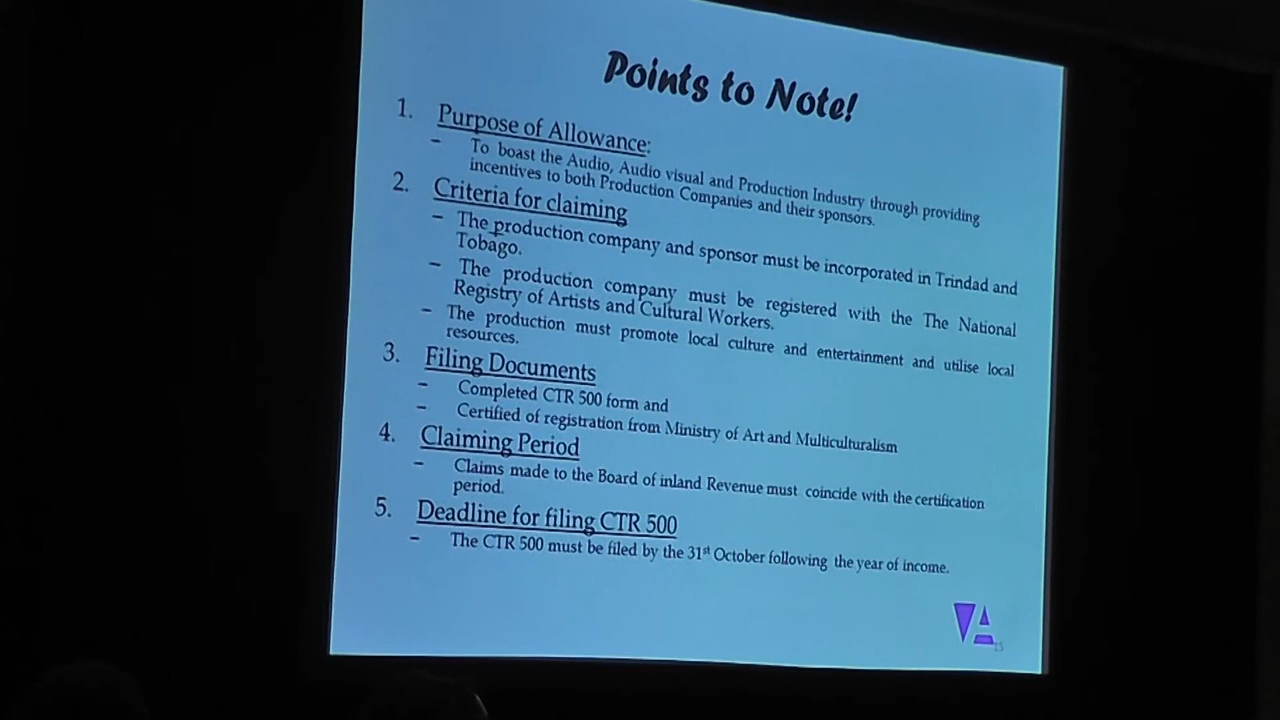 Points to Note!
1. Purpose of Allowance:
– To boast the Audio, Audio visual and Production Industry through providing
incentives to both Production Companies and their sponsors.
2. Criteria for claiming
– The production company and sponsor must be incorporated in Trindad and
Tobago.
– The production company must be registered with the The National
Registry of Artists and Cultural Workers.
– The production must promote local culture and entertainment and utilise local
resources.
3. Filing Documents
– Completed CTR 500 form and
– Certified of registration from Ministry of Art and Multiculturalism
4. Claiming Period
– Claims made to the Board of inland Revenue must coincide with the certification
period.
5. Deadline for filing CTR 500
– The CTR 500 must be filed by the 31st October following the year of income.
15